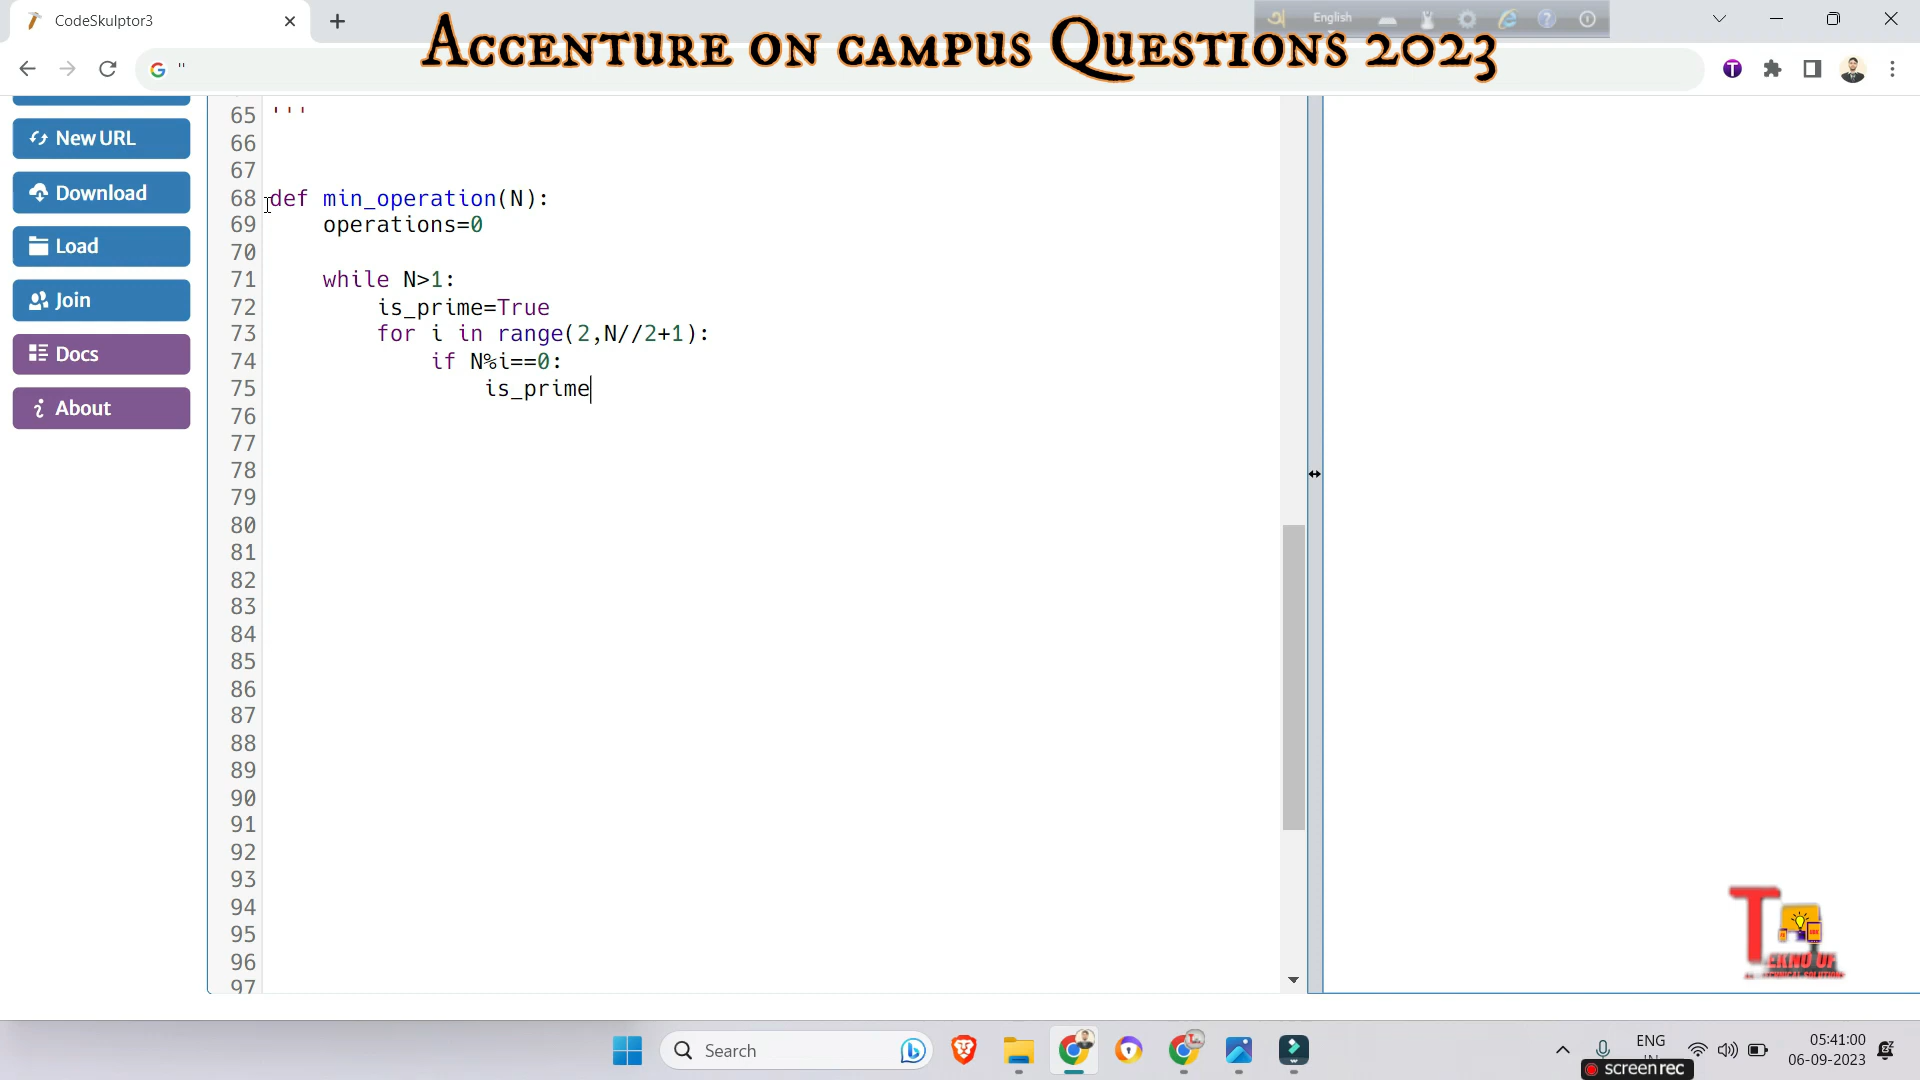 CodeSkulptor3
English
Accenture on campus Questions 2023
"
New URL
Download
Load
Join
Docs
About
65 '''
66
67
68 def min_operation(N):
69 operations=0
70
71 while N>1:
72 is_prime=True
73 for i in range(2,N//2+1):
74 if N%i==0:
75 is_prime
76
77
78
79
80
81
82
83
84
85
86
87
88
89
90
91
92
93
94
95
96
97
Search
ENG
05:41:00
06-09-2023
screenrec